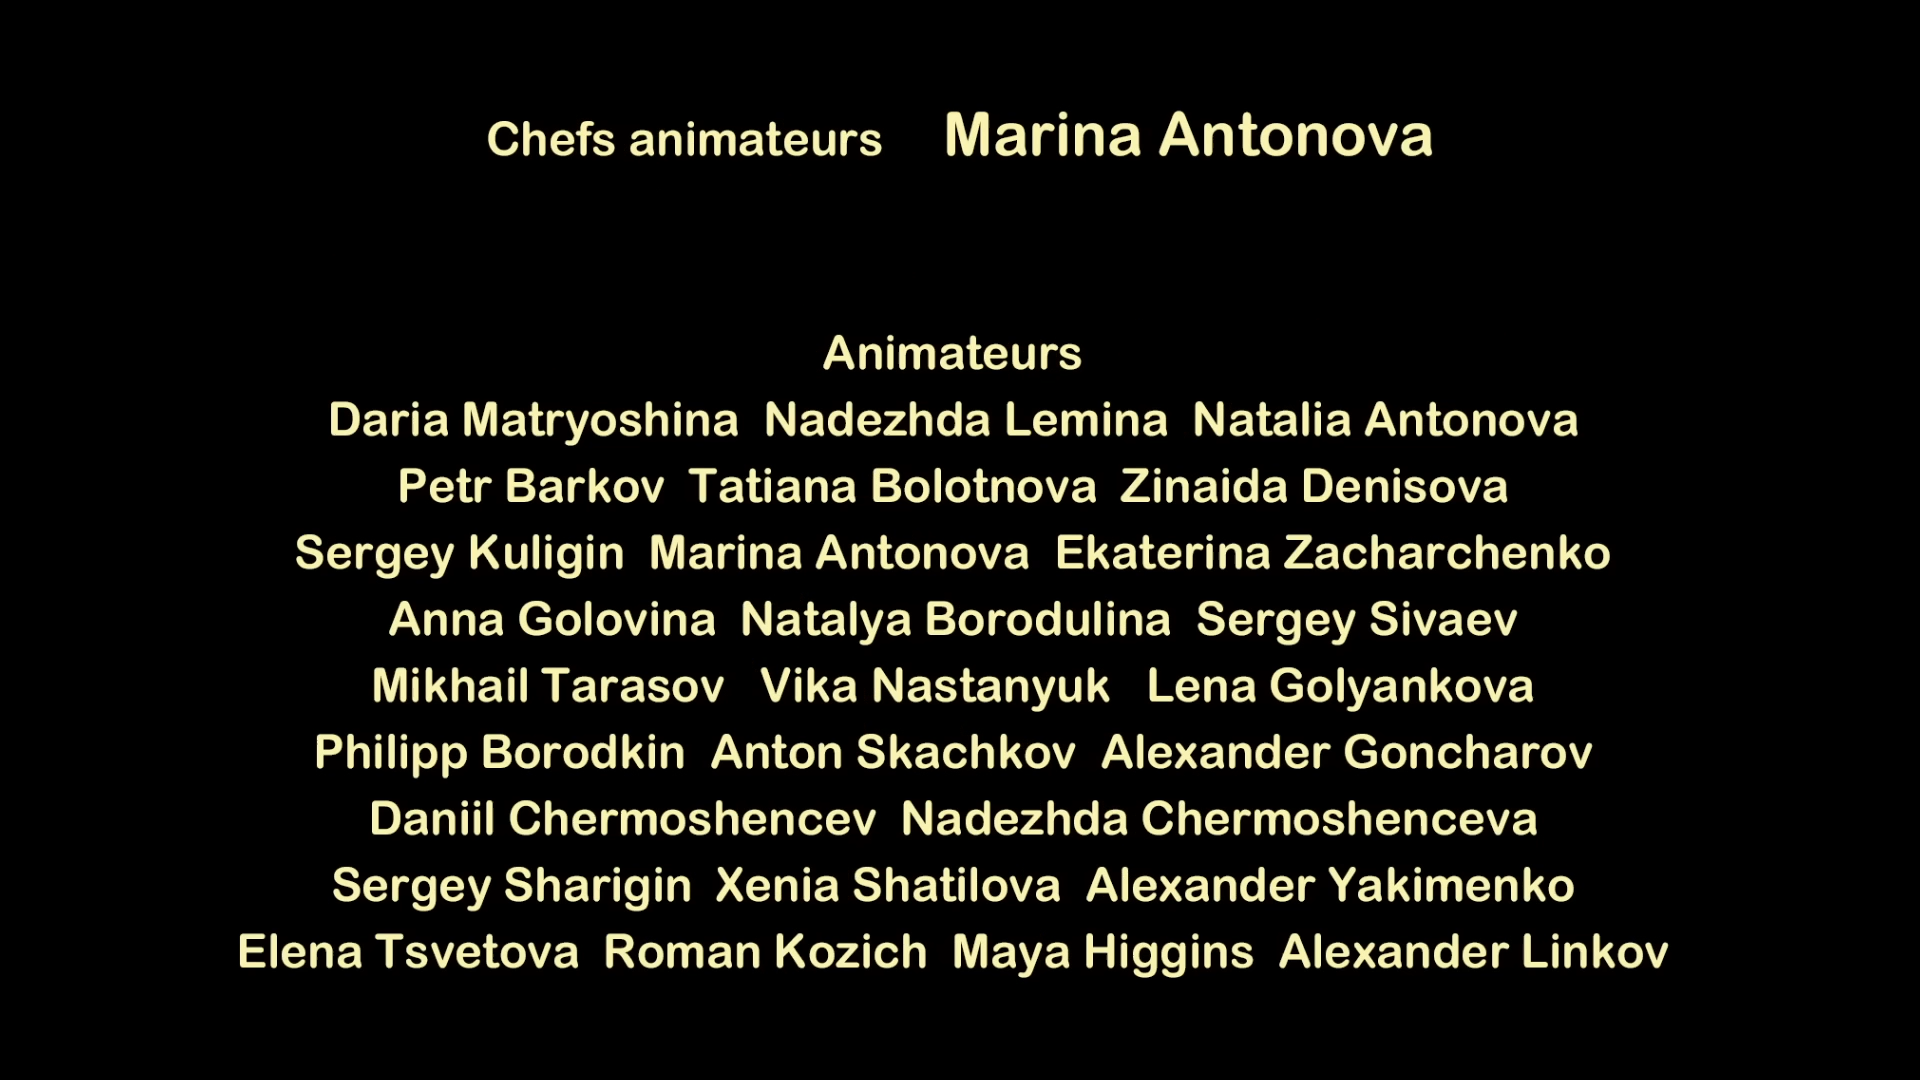 Chefs animateurs Marina Antonova
Animateurs
Daria Matryoshina Nadezhda Lemina Natalia Antonova
Petr Barkov Tatiana Bolotnova Zinaida Denisova
Sergey Kuligin Marina Antonova Ekaterina Zacharchenko
Anna Golovina Natalya Borodulina Sergey Sivaev
Mikhail Tarasov Vika Nastanyuk Lena Golyankova
Philipp Borodkin Anton Skachkov Alexander Goncharov
Daniil Chermoshencev Nadezhda Chermoshenceva
Sergey Sharigin Xenia Shatilova Alexander Yakimenko
Elena Tsvetova Roman Kozich Maya Higgins Alexander Linkov